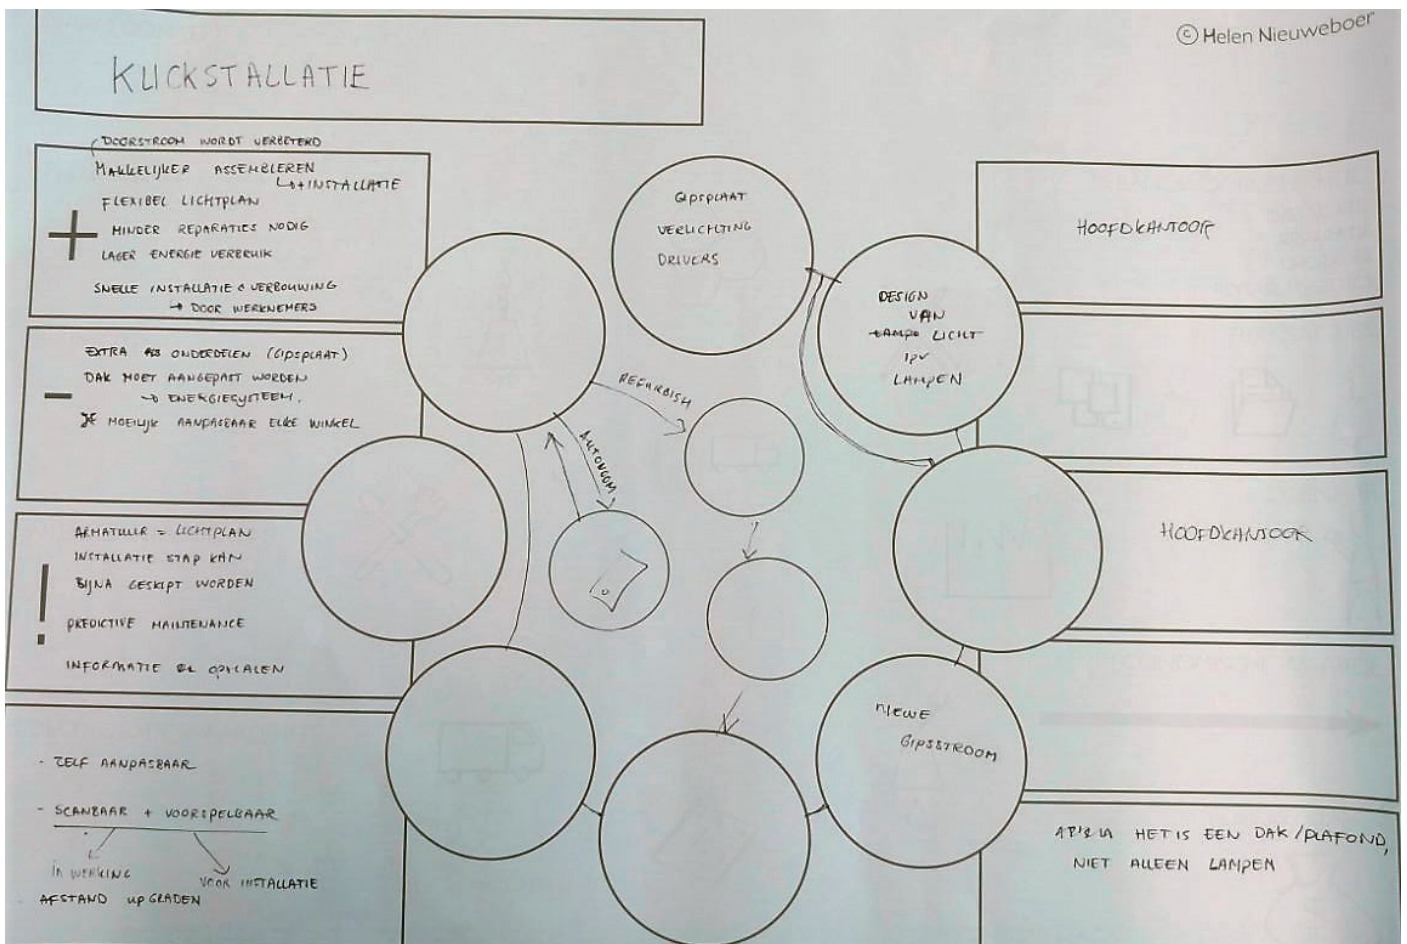 © Helen Nieuweboer
KLICKSTALLATIE
DOORSTROOM WORDT VERBETERD
MAKKELIJKER ASSEMBLEREN
↳ + INSTALLATIE
FLEXIBEL LICHTPLAN
MINDER REPARATIES NODIG
LAGER ENERGIE VERBRUIK
SNELLE INSTALLATIE & VERBOUWING
→ DOOR WERKNEMERS
+
EXTRA ONDERDELEN (GIPSPLAAT)
DAK MOET AANGEPAST WORDEN
→ ENERGIESYSTEEM.
MOEILIJK AANPASBAAR ELKE WINKEL
-
ARMATUUR = LICHTPLAN
INSTALLATIE STAP KAN
BIJNA GESKIPT WORDEN
PREDICTIVE MAINTENANCE
INFORMATIE OPHALEN
!
- ZELF AANPASBAAR
- SCANBAAR + VOORSPELBAAR
IN WERKING
VOOR INSTALLATIE
AFSTAND UPGRADEN
GIPSPLAAT
VERLICHTING
DRIVERS
DESIGN
VAN
LICHT
IPV
LAMPEN
REFURBISH
AUTONOOM
NIEWE
GIPSSTROOM
HOOFDKANTOOR
HOOFDKANTOOR
HET IS EEN DAK/PLAFOND,
NIET ALLEEN LAMPEN